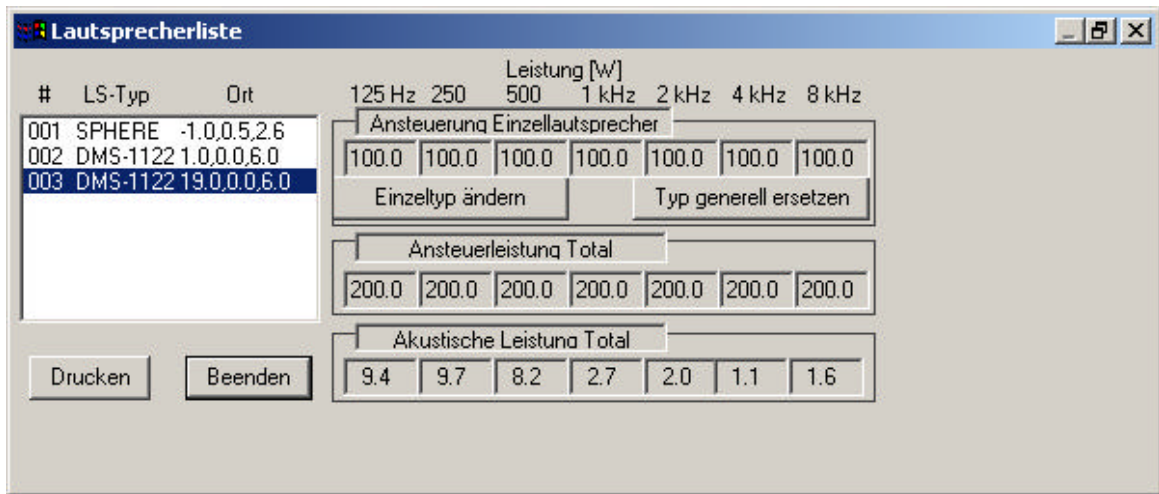 Lautsprecherliste
Leistung [W]
# LS-Typ Ort 125 Hz 250 500 1 kHz 2 kHz 4 kHz 8 kHz
Ansteuerung Einzellautsprecher
001 SPHERE -1.0,0.5,2.6
002 DMS-1122 1.0,0.0,6.0
003 DMS-1122 19.0,0.0,6.0
100.0 100.0 100.0 100.0 100.0 100.0 100.0
Einzeltyp ändern Typ generell ersetzen
Ansteuerleistung Total
200.0 200.0 200.0 200.0 200.0 200.0 200.0
Akustische Leistung Total
9.4 9.7 8.2 2.7 2.0 1.1 1.6
Drucken Beenden